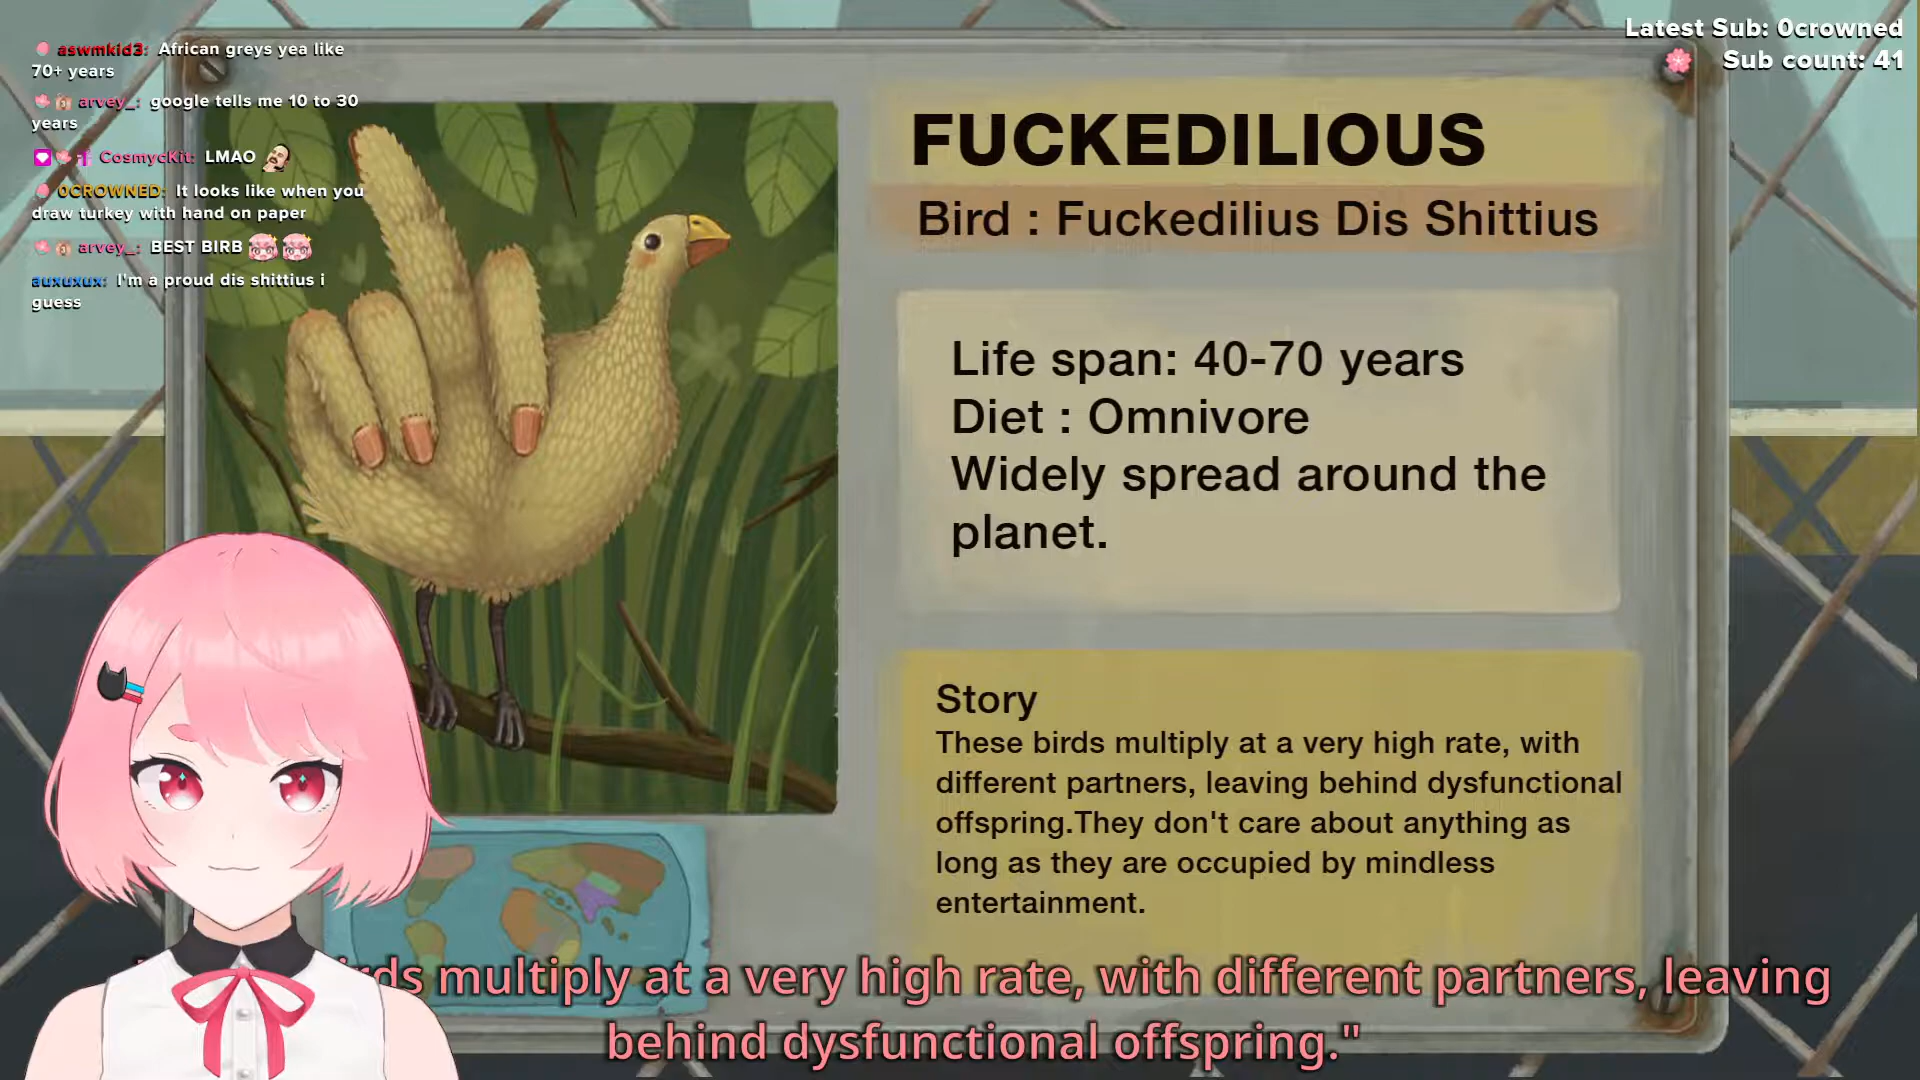 aswmkid3: African greys yea like
70+ years
arvey_: google tells me 10 to 30
years
CosmycKit: LMAO
0CROWNED: It looks like when you
draw turkey with hand on paper
arvey_: BEST BIRB
auxuxux: I'm a proud dis shittius i
guess
Latest Sub: 0crowned
Sub count: 41
FUCKEDILIOUS
Bird : Fuckedilius Dis Shittius
Life span: 40-70 years
Diet : Omnivore
Widely spread around the
planet.
Story
These birds multiply at a very high rate, with
different partners, leaving behind dysfunctional
offspring.They don't care about anything as
long as they are occupied by mindless
entertainment.
multiply at a very high rate, with different partners, leaving
behind dysfunctional offspring."